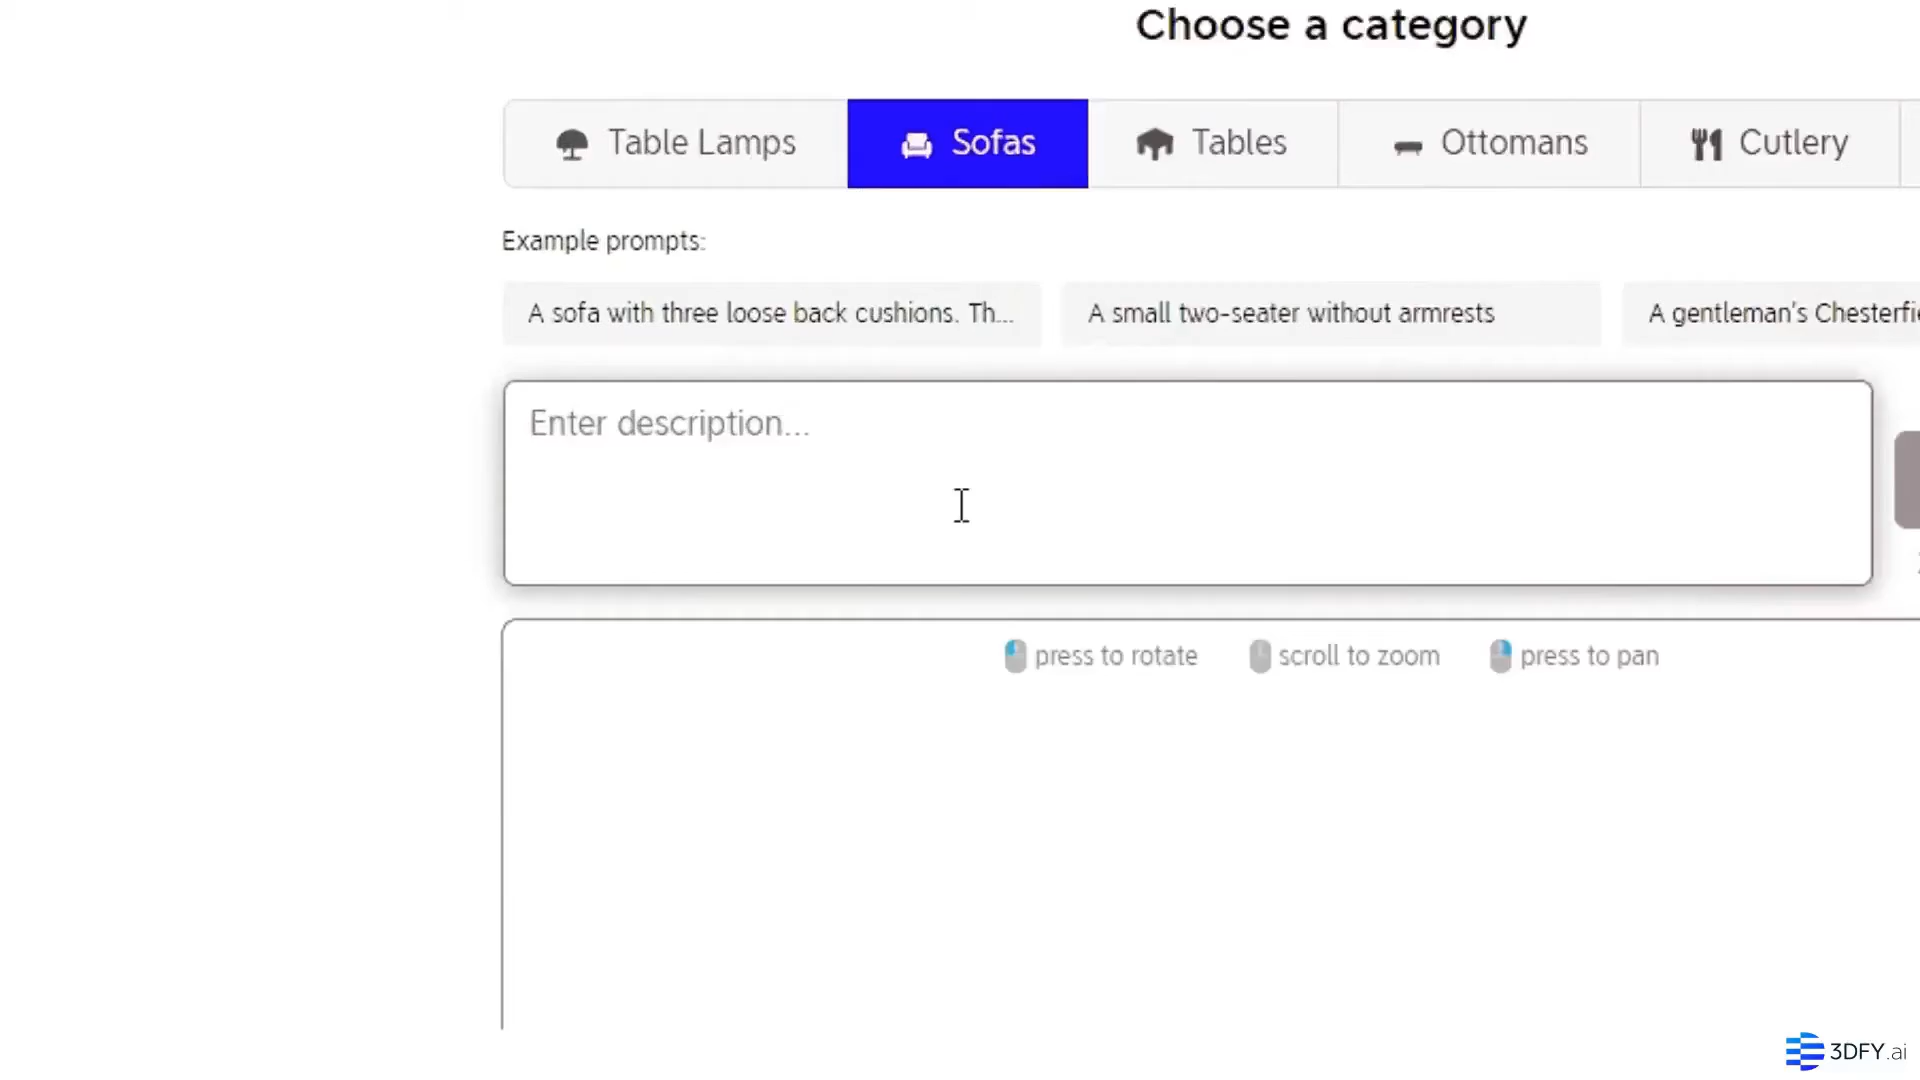 Choose a category
Table Lamps
Sofas
Tables
Ottomans
Cutlery
Example prompts:
A sofa with three loose back cushions. Th...
A small two-seater without armrests
A gentleman's
Enter description...
press to rotate
scroll to zoom
press to pan
3DFY.ai